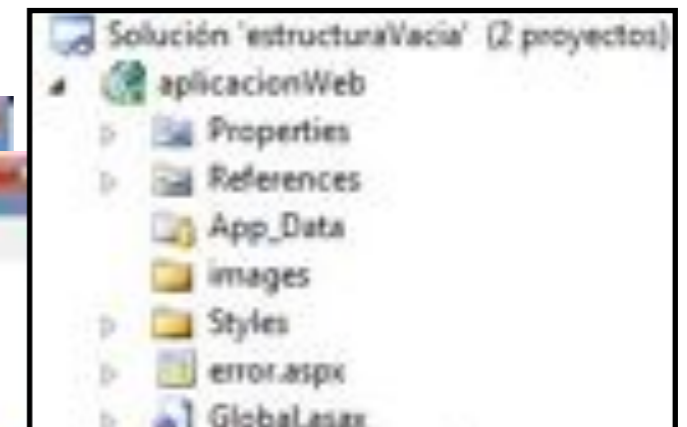 Solución 'estructuraVacia' (2 proyectos)
aplicacionWeb
Properties
References
App_Data
images
Styles
error.aspx
Global.asax